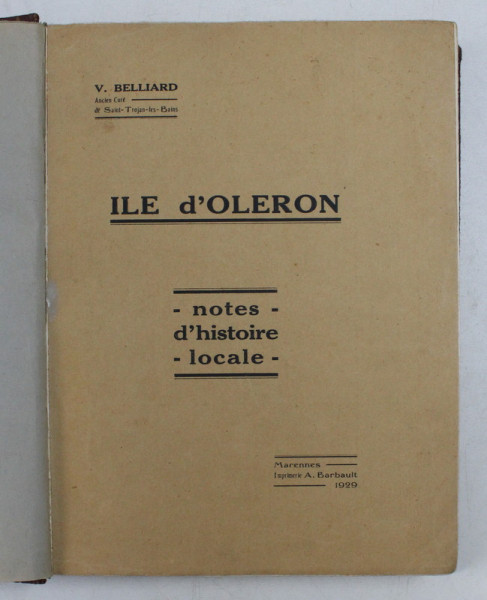 V. BELLIARD
Ancien Curé
de Saint-Trojan-les-Bains
ILE d'OLERON
- notes -
d'histoire
- locale -
Marennes
Imprimerie A. Barbault
1929